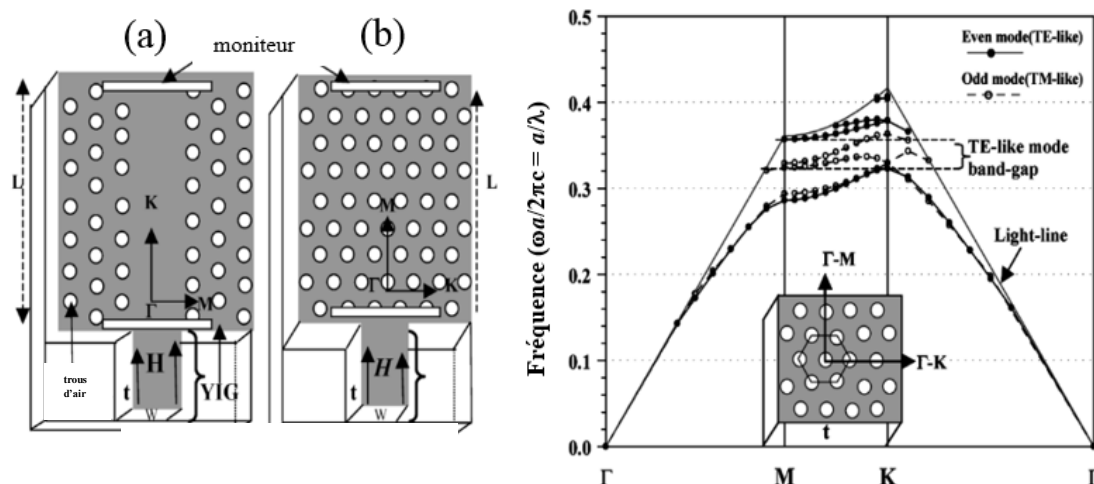 (a)
moniteur
(b)
L
K
M
Γ
H
t
YIG
W
trous
d'air
L
M
Γ
K
H
t
W
Fréquence (ωa/2πc = a/λ)
0.5
0.4
0.3
0.2
0.1
0.0
Even mode(TE-like)
Odd mode(TM-like)
TE-like mode
band-gap
Light-line
Γ-M
Γ-K
t
Γ
M
K